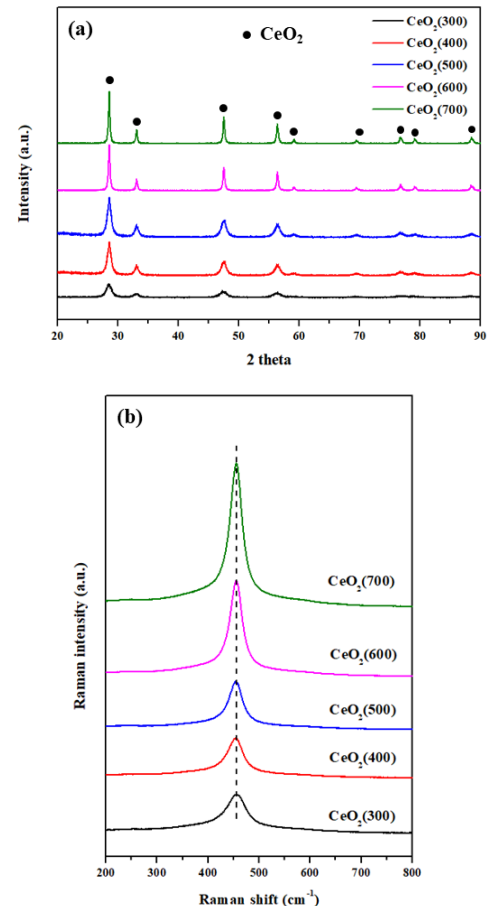 (a)
● CeO₂
CeO₂(300)
CeO₂(400)
CeO₂(500)
CeO₂(600)
CeO₂(700)
Intensity (a.u.)
20 30 40 50 60 70 80 90
2 theta
(b)
CeO₂(700)
CeO₂(600)
CeO₂(500)
CeO₂(400)
CeO₂(300)
Raman intensity (a.u.)
200 300 400 500 600 700 800
Raman shift (cm⁻¹)